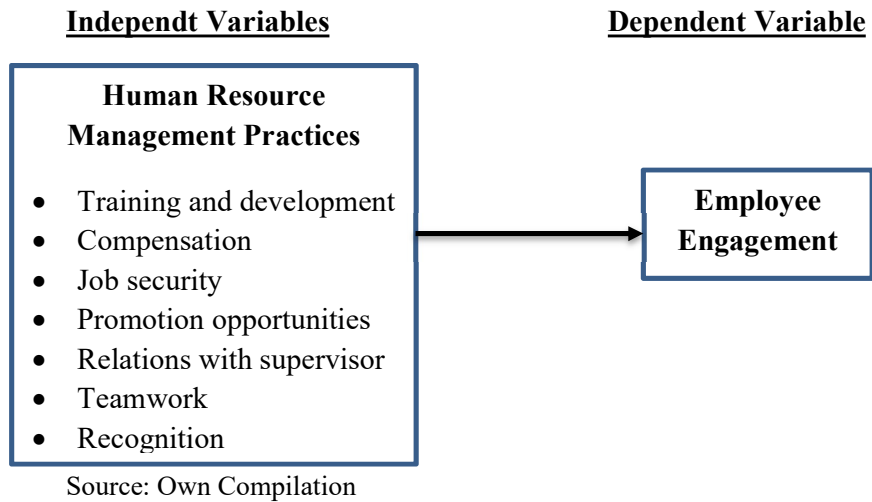 Independt Variables
Dependent Variable
Human Resource
Management Practices
• Training and development
• Compensation
• Job security
• Promotion opportunities
• Relations with supervisor
• Teamwork
• Recognition
Employee
Engagement
Source: Own Compilation